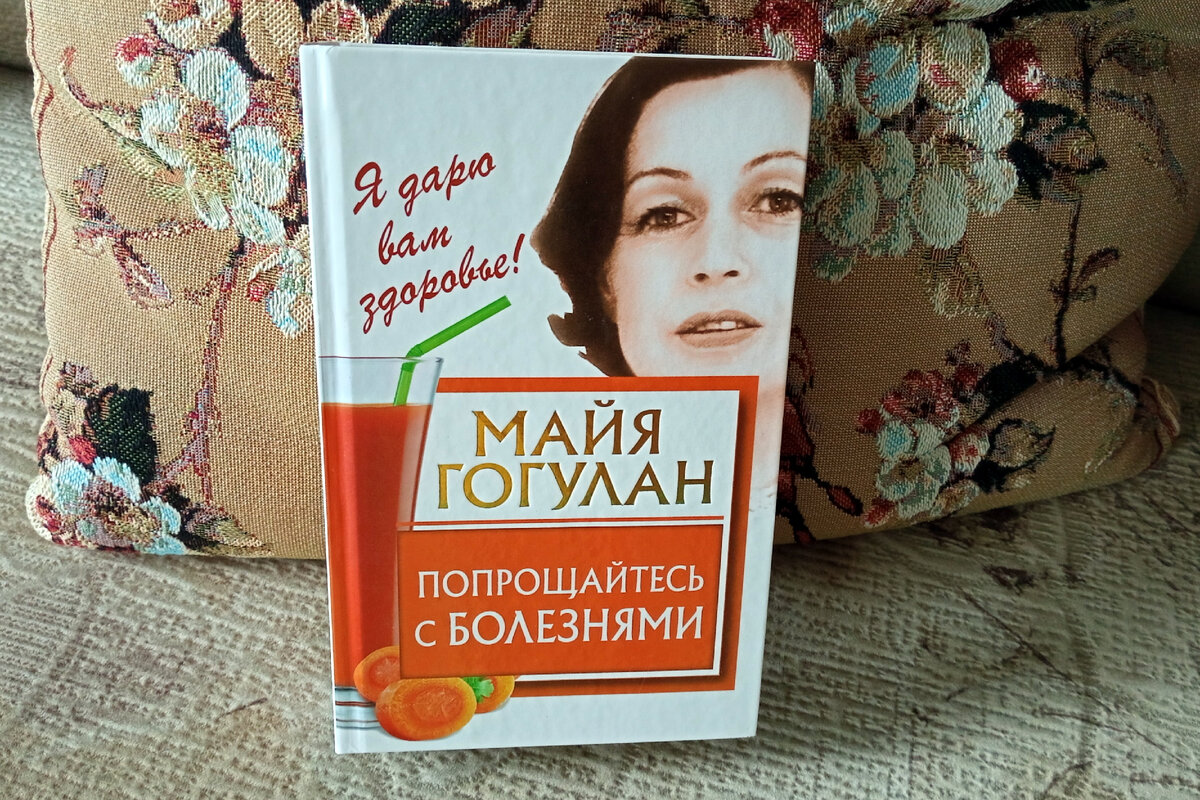 Я дарю
вам
здоровье!
МАЙЯ
ГОГУЛАН
ПОПРОЩАЙТЕСЬ
С БОЛЕЗНЯМИ